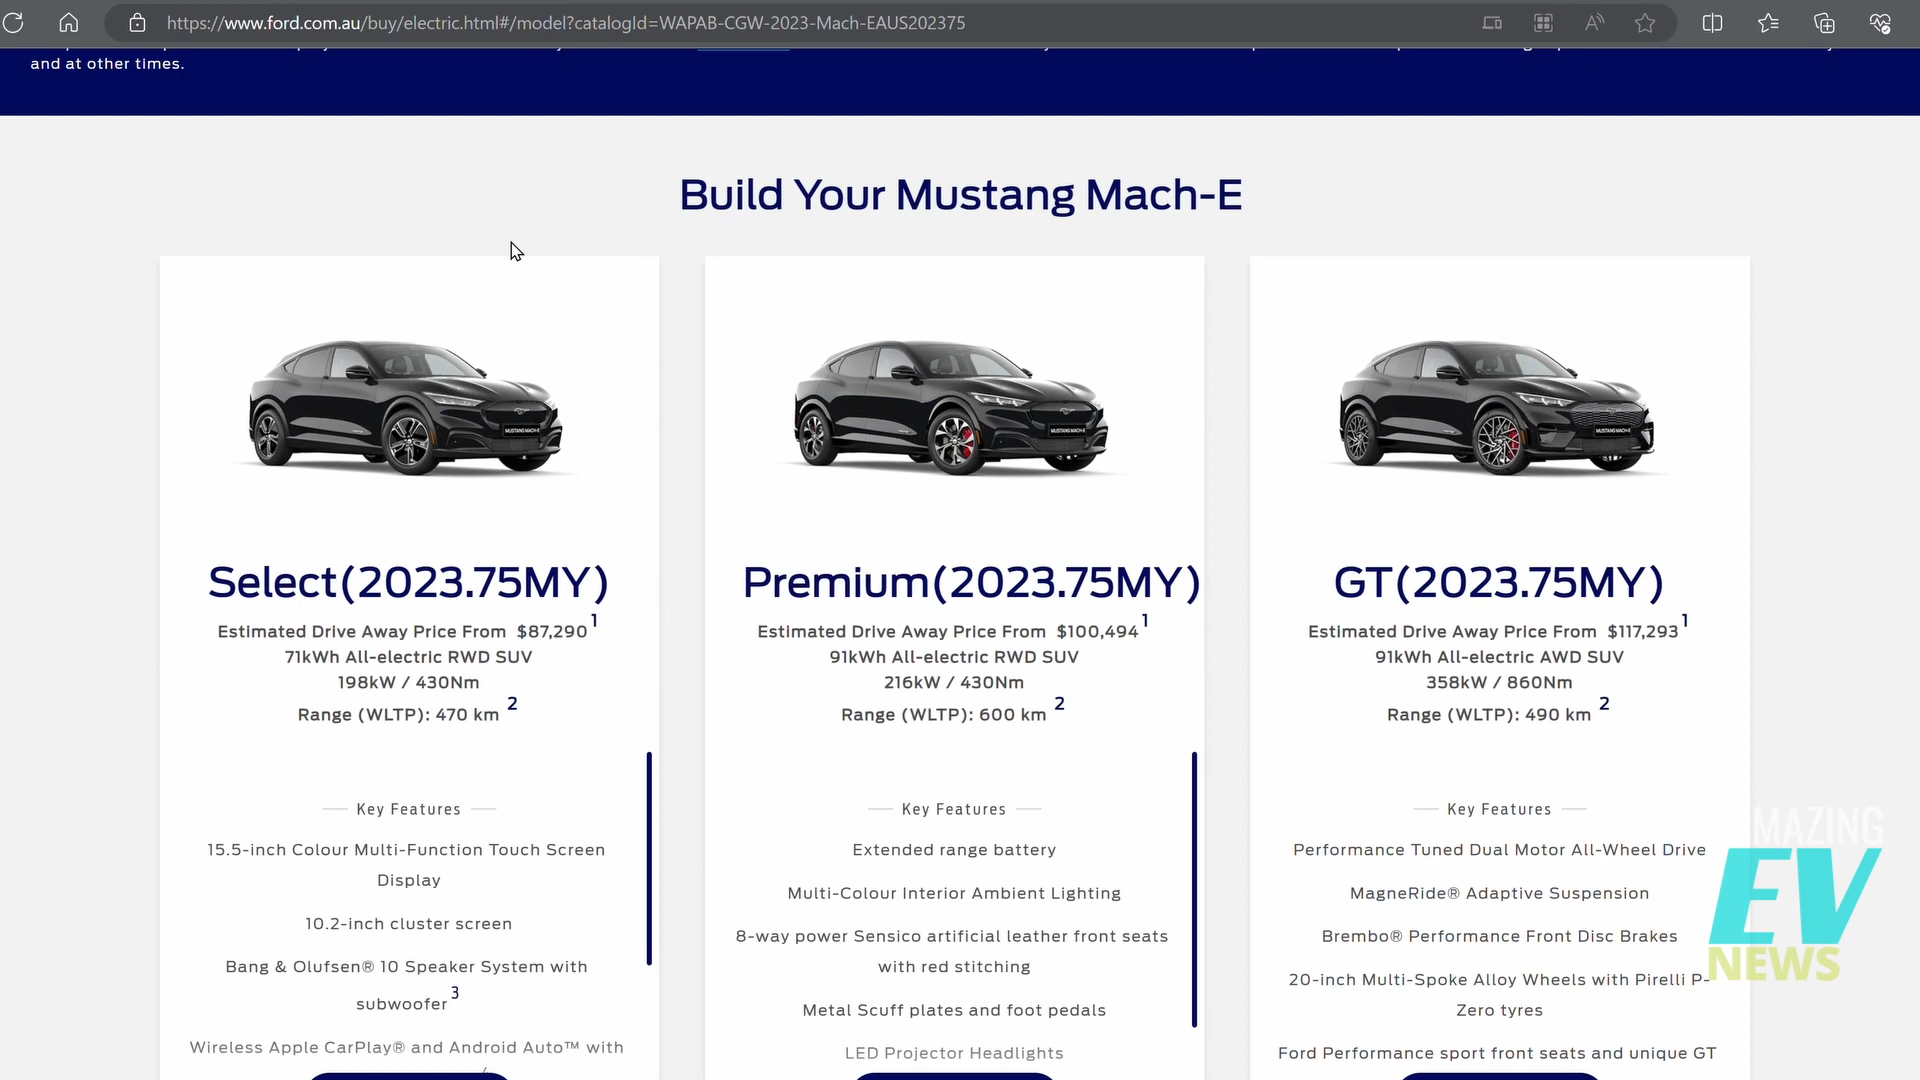 https://www.ford.com.au/buy/electric.html#/model?catalogId=WAPAB-CGW-2023-Mach-EAUS202375
and at other times.
Build Your Mustang Mach-E
MUSTANG MACH-E
MUSTANG MACH-E
MUSTANG MACH-E
Select(2023.75MY)
Estimated Drive Away Price From $87,290 1
71kWh All-electric RWD SUV
198kW / 430Nm
Range (WLTP): 470 km 2
Key Features
15.5-inch Colour Multi-Function Touch Screen
Display
10.2-inch cluster screen
Bang & Olufsen® 10 Speaker System with
subwoofer 3
Wireless Apple CarPlay® and Android Auto™ with
Premium(2023.75MY)
Estimated Drive Away Price From $100,494 1
91kWh All-electric RWD SUV
216kW / 430Nm
Range (WLTP): 600 km 2
Key Features
Extended range battery
Multi-Colour Interior Ambient Lighting
8-way power Sensico artificial leather front seats
with red stitching
Metal Scuff plates and foot pedals
LED Projector Headlights
GT(2023.75MY)
Estimated Drive Away Price From $117,293 1
91kWh All-electric AWD SUV
358kW / 860Nm
Range (WLTP): 490 km 2
Key Features
Performance Tuned Dual Motor All-Wheel Drive
MagneRide® Adaptive Suspension
Brembo® Performance Front Disc Brakes
20-inch Multi-Spoke Alloy Wheels with Pirelli P-
Zero tyres
Ford Performance sport front seats and unique GT
MAZING
EV
NEWS